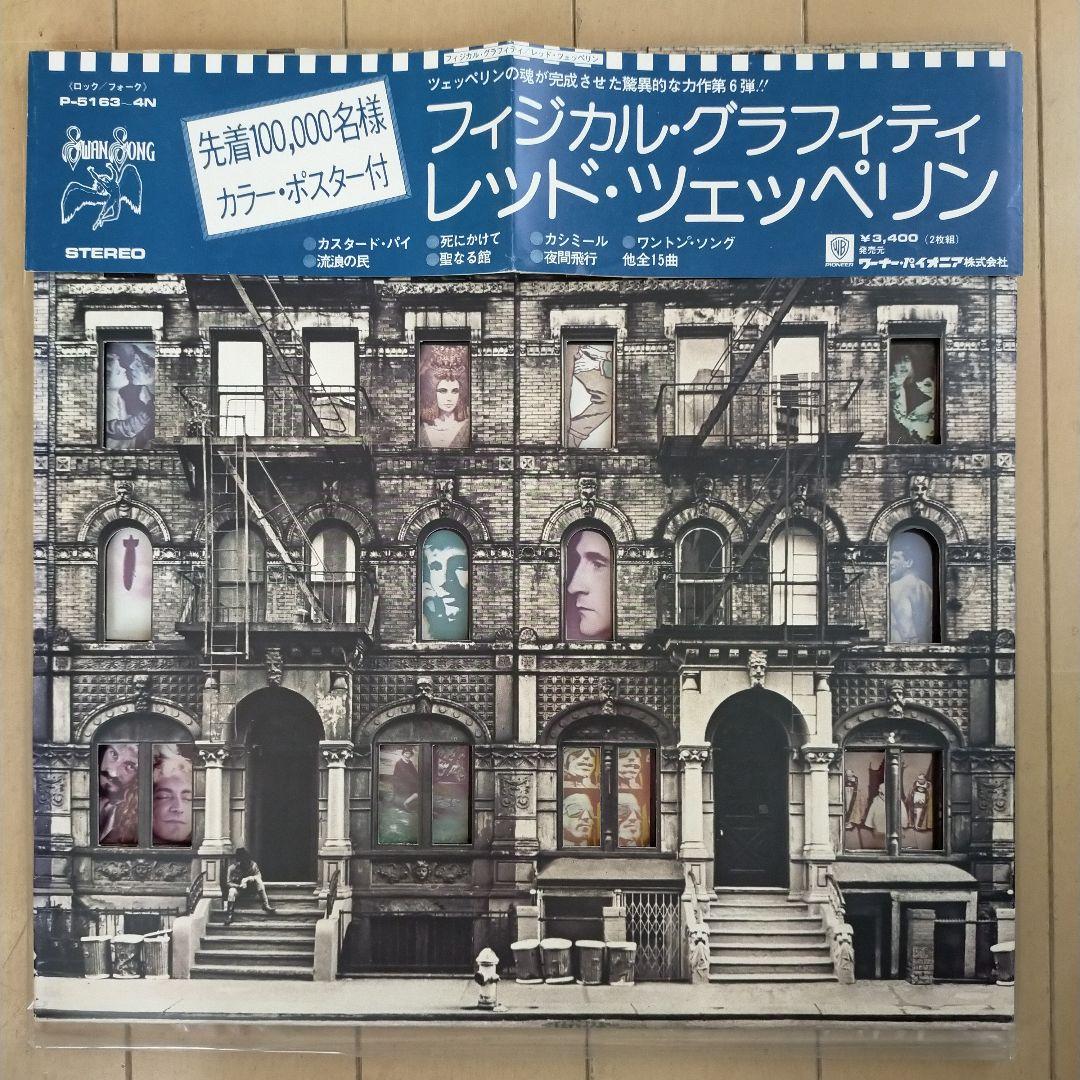 フィジカル・グラフィティ/レッド・ツェッペリン
〈ロック/フォーク〉
P-5163~4N
SWAN SONG
STEREO
先着100,000名様
カラー・ポスター付
ツェッペリンの魂が完成させた驚異的な力作第6弾!!
フィジカル・グラフィティ
レッド・ツェッペリン
●カスタード・パイ ●死にかけて ●カシミール ●ワントン・ソング
●流浪の民 ●聖なる館 ●夜間飛行 他全15曲
WB
PIONEER
¥3,400(2枚組)
発売元
ワーナー・パイオニア株式会社